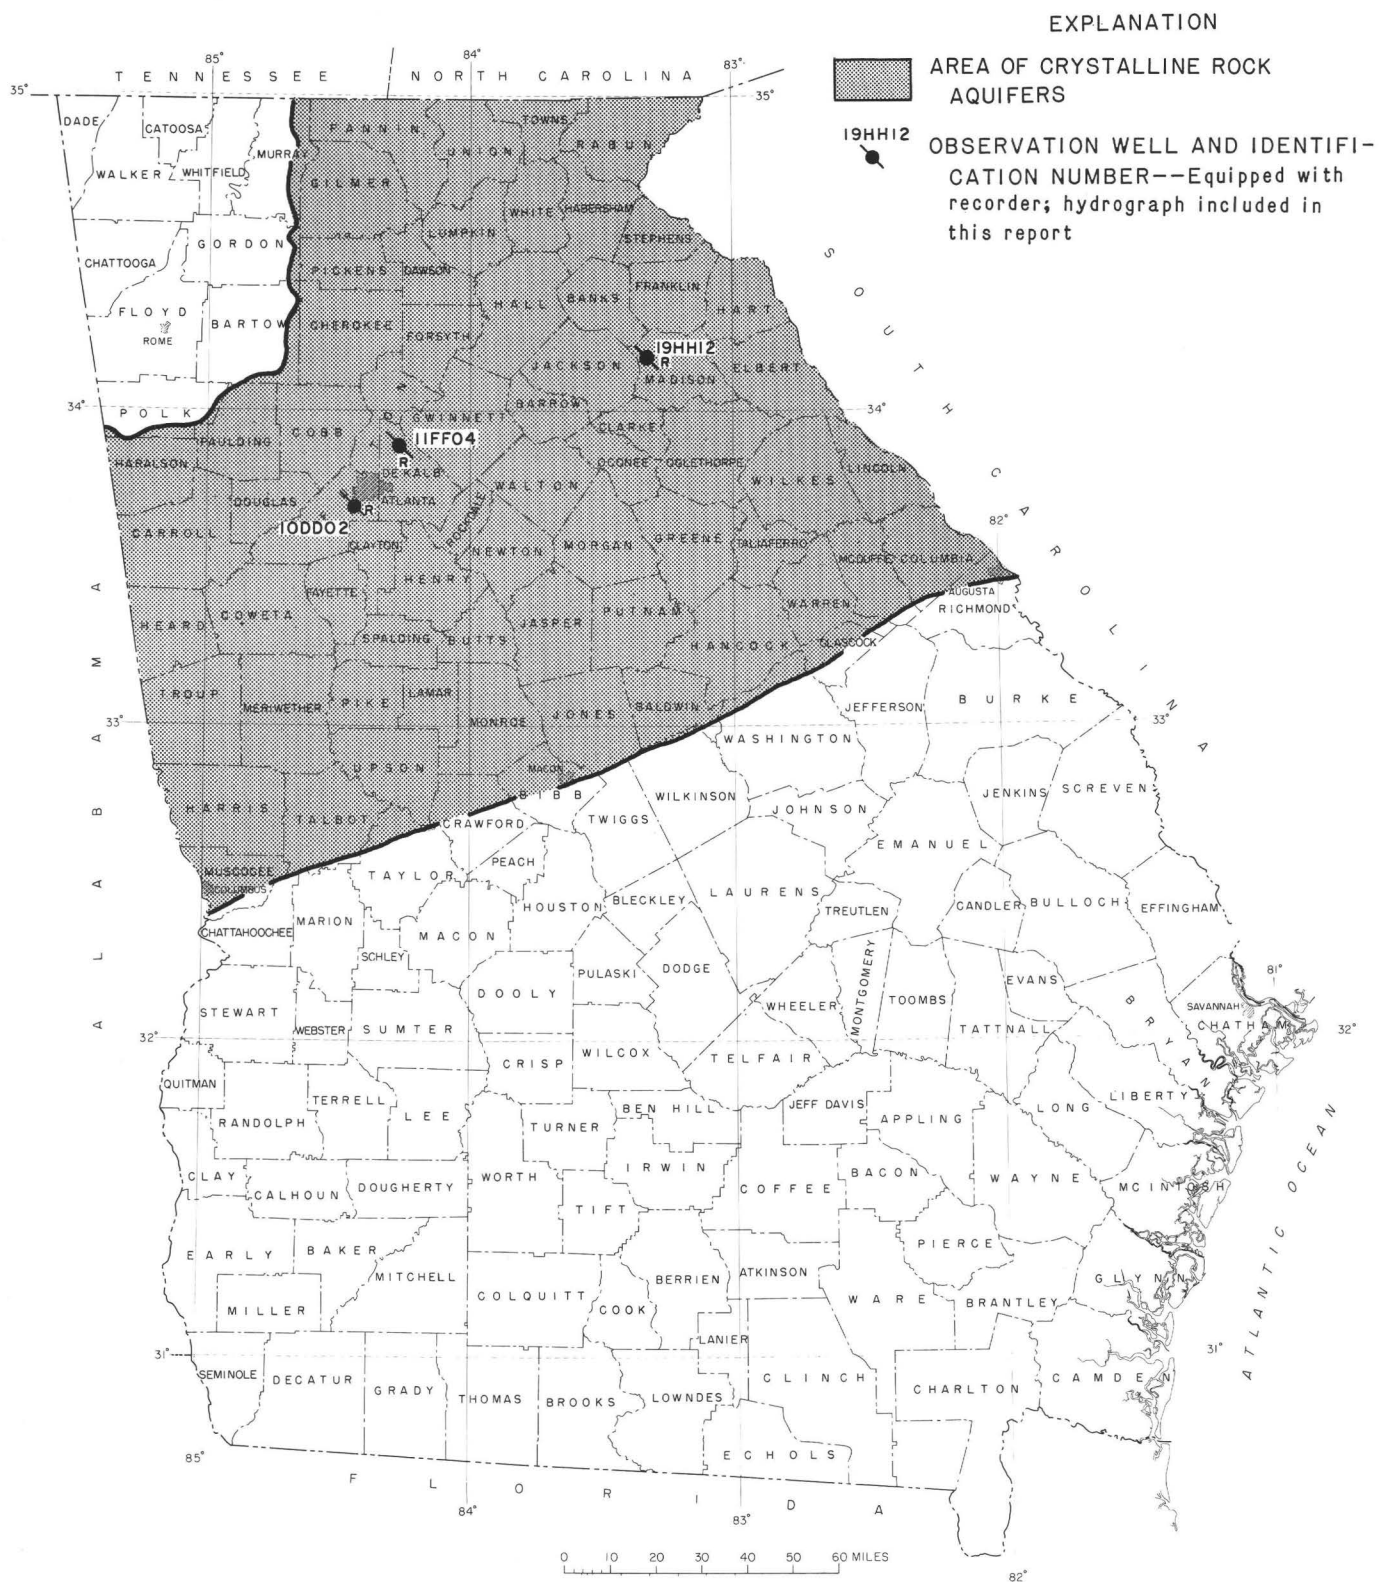 EXPLANATION
AREA OF CRYSTALLINE ROCK
AQUIFERS
19HH12
OBSERVATION WELL AND IDENTIFI-
CATION NUMBER--Equipped with
recorder; hydrograph included in
this report
85°
84°
83°
TENNESSEE
NORTH CAROLINA
35°
35°
DADE
CATOOSA
FANNIN
TOWNS
UNION
RABUN
MURRAY
WALKER
WHITFIELD
GILMER
WHITE
HABERSHAM
LUMPKIN
STEPHENS
GORDON
CHATTOOGA
PICKENS
DAWSON
FRANKLIN
HALL
BANKS
HART
FLOYD
BARTOW
CHEROKEE
FORSYTH
ROME
19HH12
R
JACKSON
MADISON
ELBERT
SOUTH CAROLINA
34°
34°
POLK
BARROW
GWINNETT
COBB
PAULDING
CLARKE
11FF04
R
HARALSON
DE KALB
OCONEE
OGLETHORPE
LINCOLN
WALTON
WILKES
DOUGLAS
ATLANTA
R
10DD02
FULTON
ROCKDALE
CARROLL
CLAYTON
NEWTON
MORGAN
GREENE
TALIAFERRO
82°
MCDUFFIE
COLUMBIA
HENRY
FAYETTE
AUGUSTA
RICHMOND
WARREN
PUTNAM
COWETA
HEARD
JASPER
SPALDING
BUTTS
HANCOCK
GLASCOCK
ALABAMA
TROUP
MERIWETHER
PIKE
LAMAR
MONROE
JONES
BALDWIN
JEFFERSON
BURKE
33°
33°
WASHINGTON
UPSON
MACON
BIBB
WILKINSON
JENKINS
SCREVEN
HARRIS
TALBOT
CRAWFORD
TWIGGS
JOHNSON
EMANUEL
PEACH
MUSCOGEE
COLUMBUS
TAYLOR
LAURENS
HOUSTON
BLECKLEY
TREUTLEN
CANDLER
BULLOCH
EFFINGHAM
MARION
CHATTAHOOCHEE
MACON
SCHLEY
PULASKI
DODGE
MONTGOMERY
EVANS
81°
DOOLY
WHEELER
TOOMBS
BRYAN
SAVANNAH
CHATHAM
STEWART
WEBSTER
SUMTER
TATTNALL
32°
32°
CRISP
WILCOX
TELFAIR
QUITMAN
TERRELL
LEE
RANDOLPH
BEN HILL
JEFF DAVIS
APPLING
LONG
LIBERTY
TURNER
CLAY
CALHOUN
DOUGHERTY
WORTH
IRWIN
COFFEE
BACON
WAYNE
MCINTOSH
TIFT
ATLANTIC OCEAN
EARLY
BAKER
MITCHELL
PIERCE
BERRIEN
ATKINSON
GLYNN
MILLER
COLQUITT
COOK
WARE
BRANTLEY
LANIER
31°
31°
SEMINOLE
DECATUR
GRADY
THOMAS
BROOKS
LOWNDES
CLINCH
CHARLTON
CAMDEN
ECHOLS
85°
FLORIDA
84°
83°
82°
0 10 20 30 40 50 60 MILES